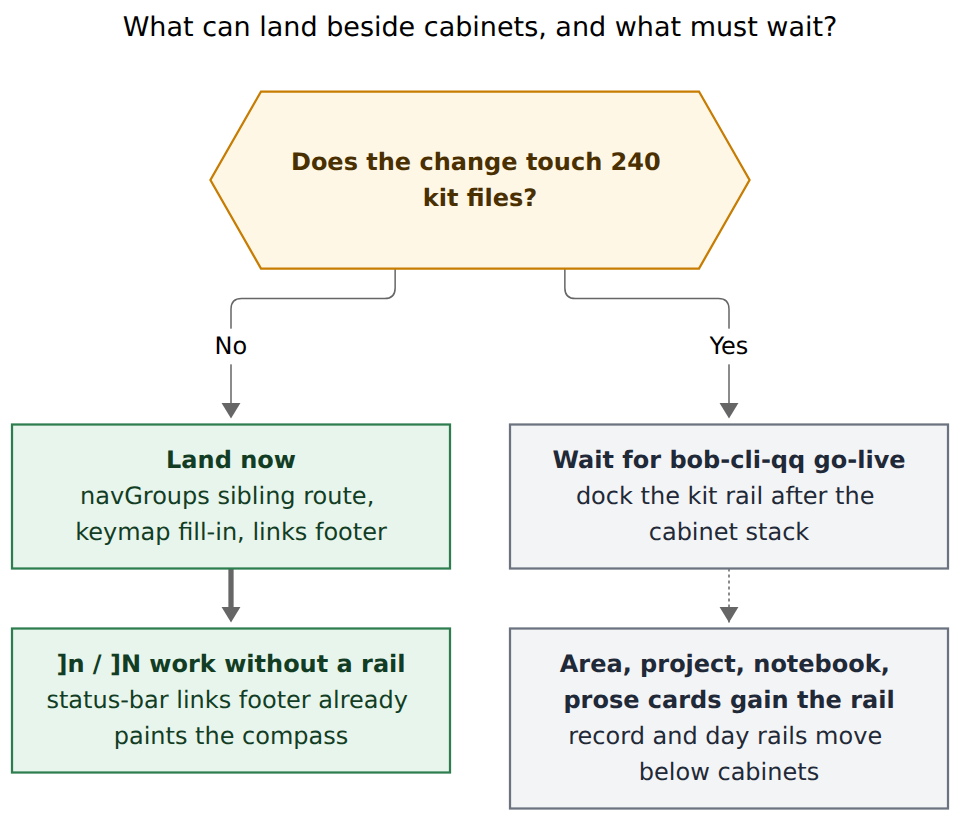 What can land beside cabinets, and what must wait?
Does the change touch 240
kit files?
No
Yes
Land now
navGroups sibling route,
keymap fill-in, links footer
Wait for bob-cli-qq go-live
dock the kit rail after the
cabinet stack
]n / ]N work without a rail
status-bar links footer already
paints the compass
Area, project, notebook,
prose cards gain the rail
record and day rails move
below cabinets